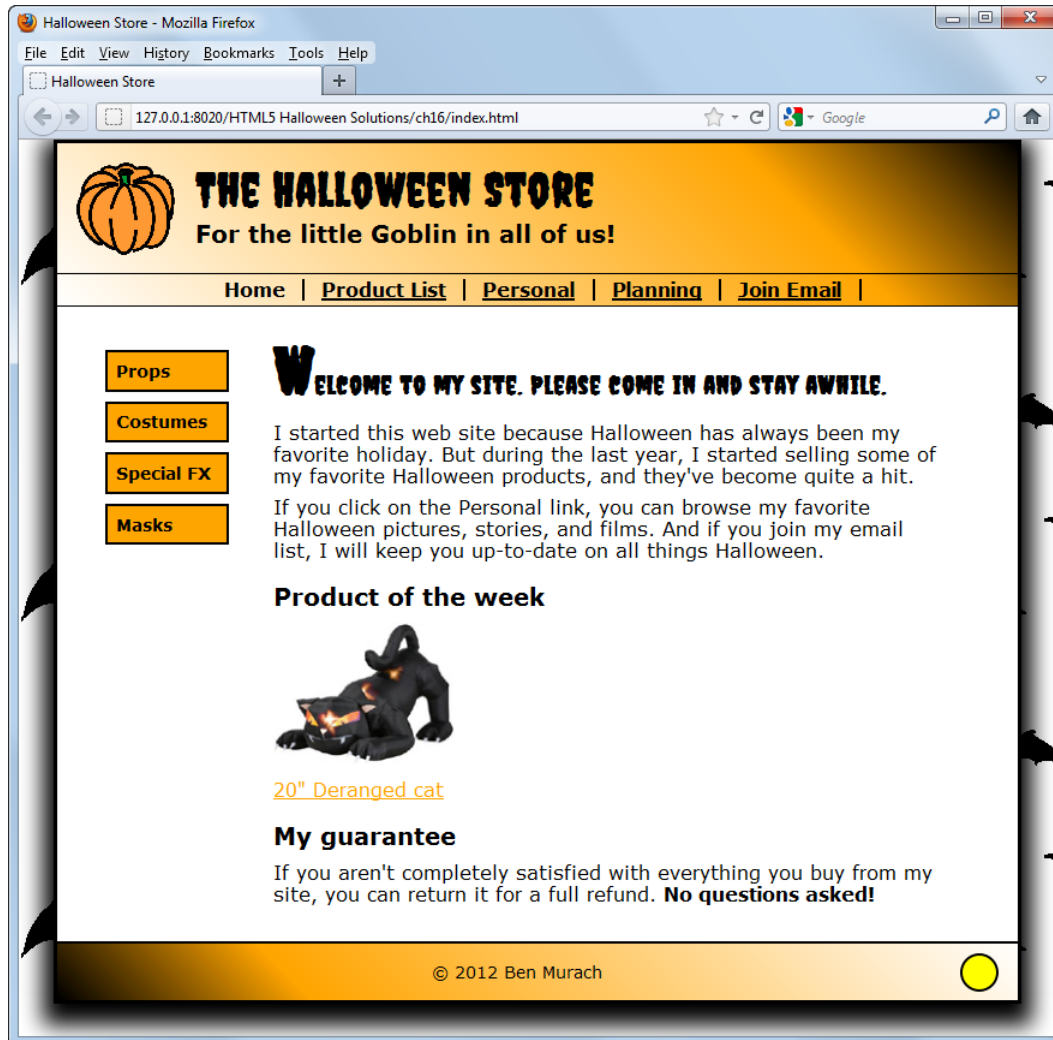 Halloween Store - Mozilla Firefox
File Edit View History Bookmarks Tools Help
Halloween Store +
127.0.0.1:8020/HTML5 Halloween Solutions/ch16/index.html Google
THE HALLOWEEN STORE
For the little Goblin in all of us!
Home | Product List | Personal | Planning | Join Email |
Props
Costumes
Special FX
Masks
WELCOME TO MY SITE. PLEASE COME IN AND STAY AWHILE.
I started this web site because Halloween has always been my
favorite holiday. But during the last year, I started selling some of
my favorite Halloween products, and they've become quite a hit.
If you click on the Personal link, you can browse my favorite
Halloween pictures, stories, and films. And if you join my email
list, I will keep you up-to-date on all things Halloween.
Product of the week
20" Deranged cat
My guarantee
If you aren't completely satisfied with everything you buy from my
site, you can return it for a full refund. No questions asked!
© 2012 Ben Murach